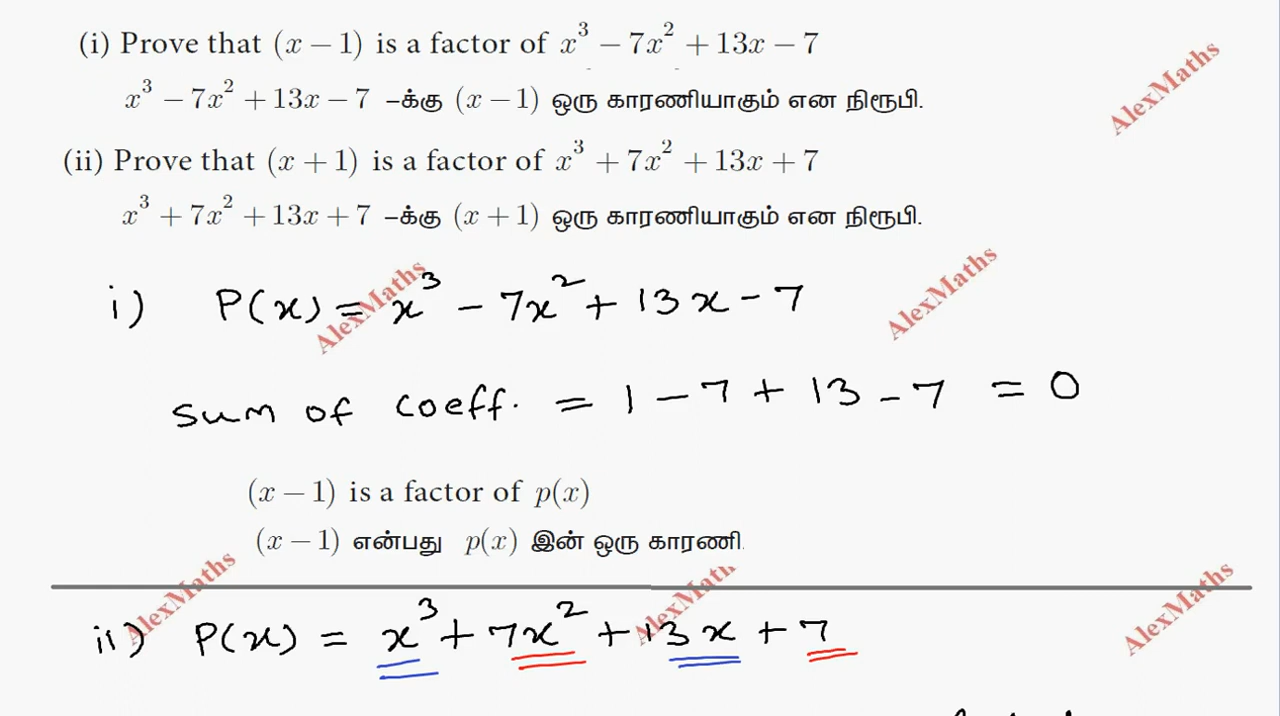 (i) Prove that (x − 1) is a factor of x³ − 7x² + 13x − 7
x³ − 7x² + 13x − 7 –க்கு (x − 1) ஒரு காரணியாகும் என நிரூபி.
(ii) Prove that (x + 1) is a factor of x³ + 7x² + 13x + 7
x³ + 7x² + 13x + 7 –க்கு (x + 1) ஒரு காரணியாகும் என நிரூபி.
i) P(x) = x³ − 7x² + 13x − 7
sum of coeff. = 1 − 7 + 13 − 7 = 0
(x − 1) is a factor of p(x)
(x − 1) என்பது p(x) இன் ஒரு காரணி.
ii) P(x) = x³ + 7x² + 13x + 7
AlexMaths
AlexMaths
AlexMaths
AlexMaths
AlexMaths
AlexMaths